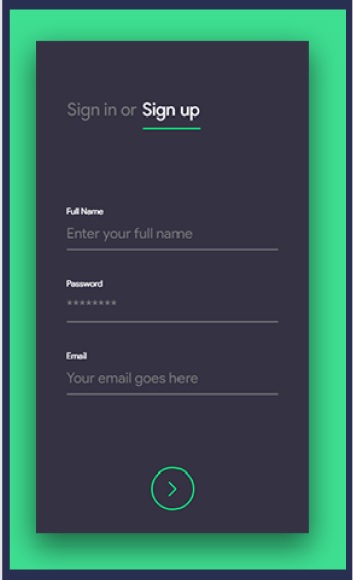 Sign in or Sign up
Full Name
Enter your full name
Password
********
Email
Your email goes here